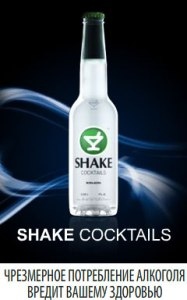 SHAKE
COCKTAILS
SHAKE COCKTAILS
ЧРЕЗМЕРНОЕ ПОТРЕБЛЕНИЕ АЛКОГОЛЯ
ВРЕДИТ ВАШЕМУ ЗДОРОВЬЮ